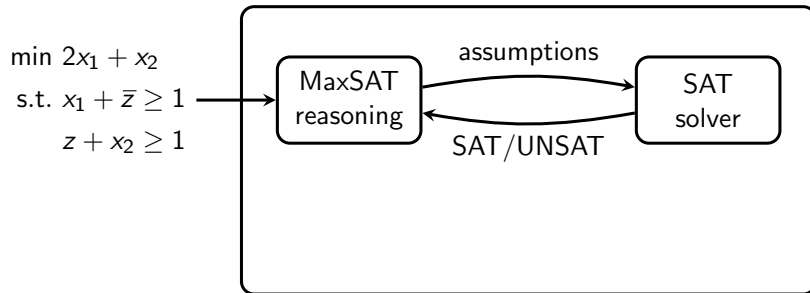 min 2x₁ + x₂
s.t. x₁ + z̄ ≥ 1
z + x₂ ≥ 1
MaxSAT
reasoning
assumptions
SAT/UNSAT
SAT
solver